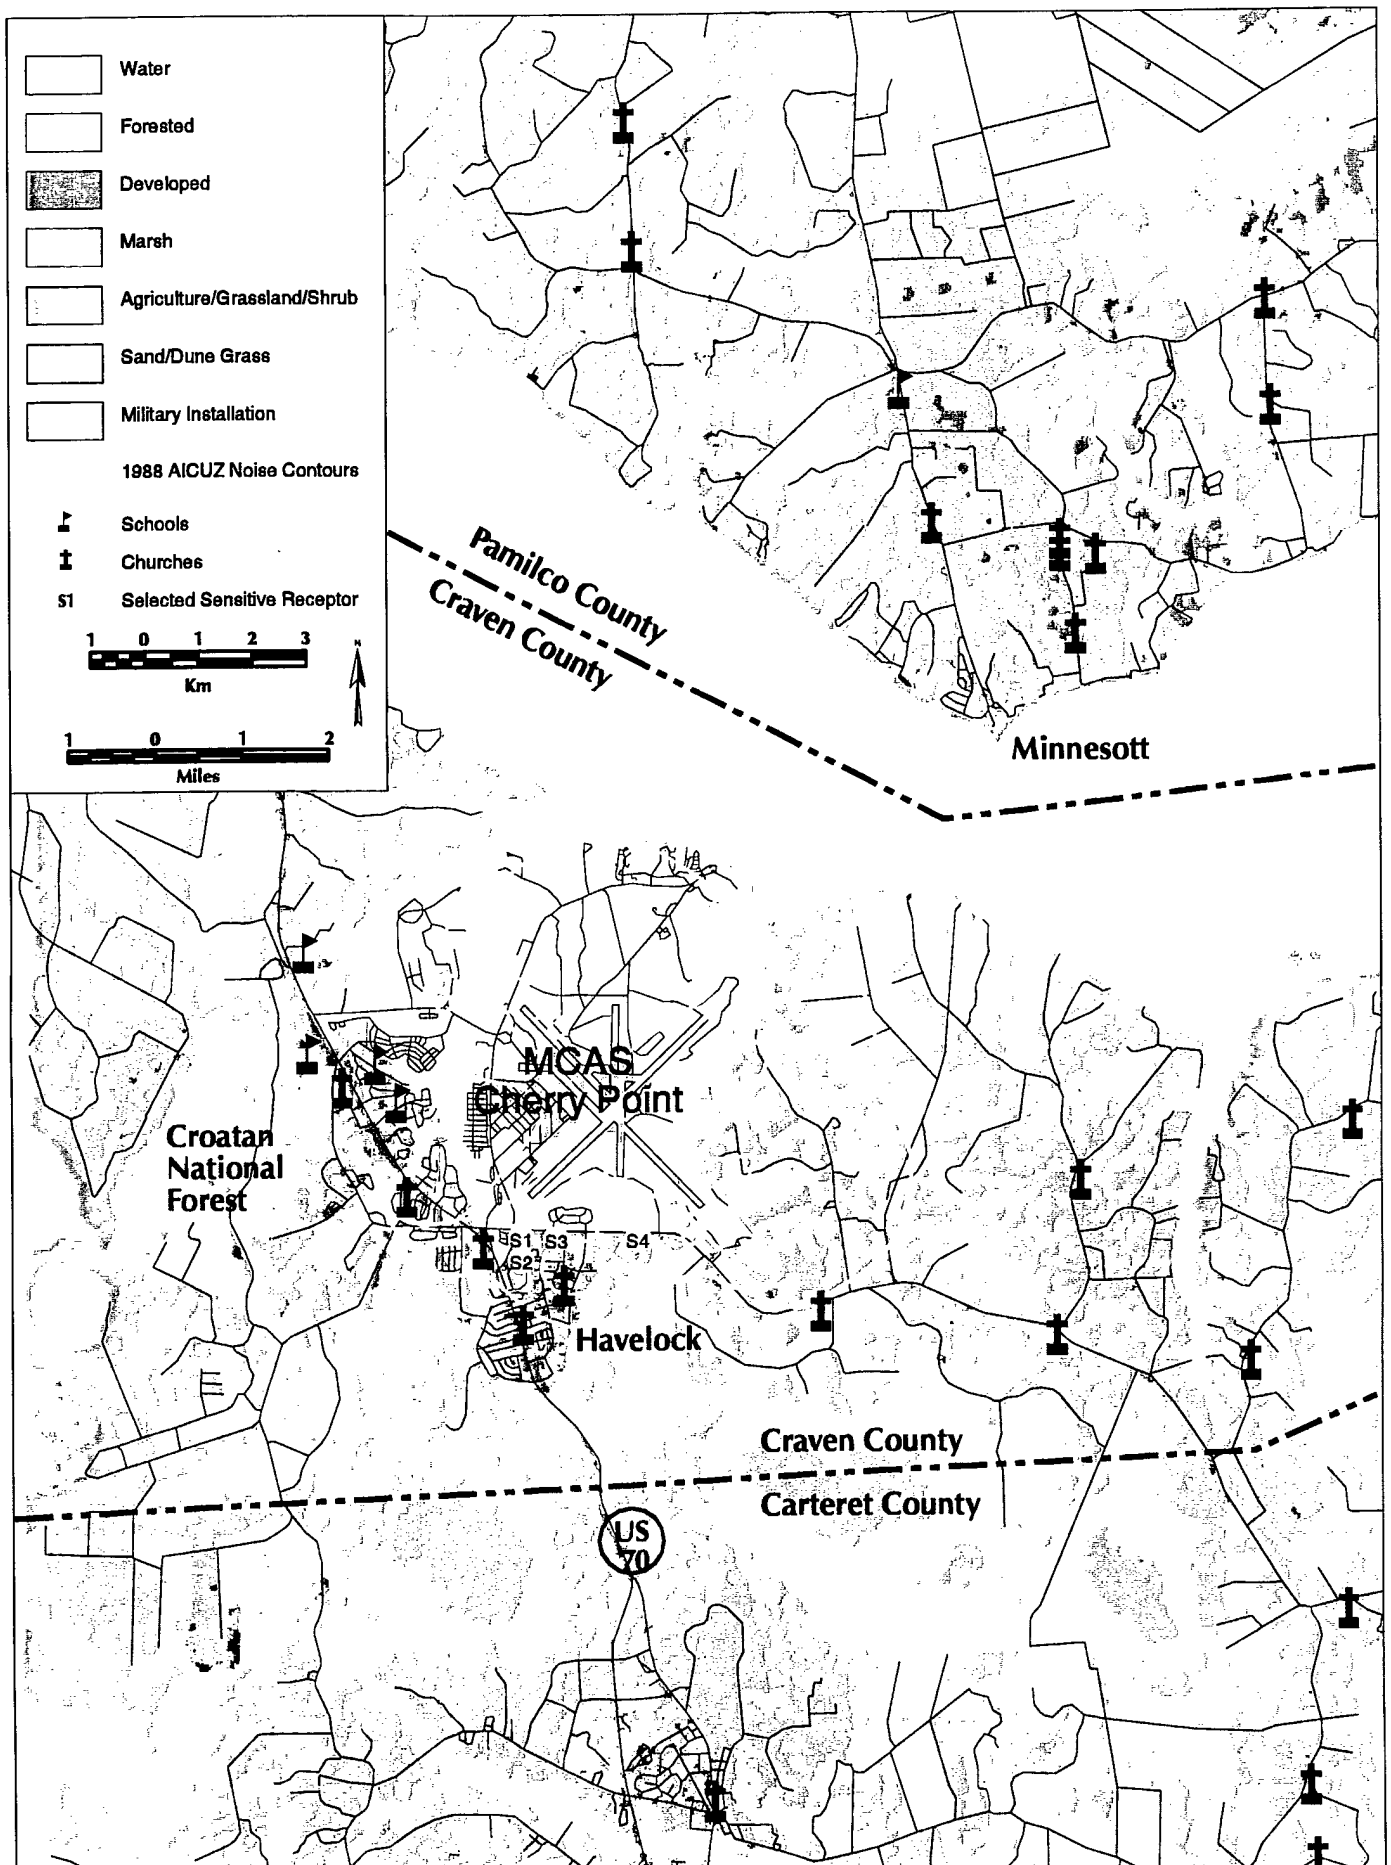 Water
Forested
Developed
Marsh
Agriculture/Grassland/Shrub
Sand/Dune Grass
Military Installation
1988 AICUZ Noise Contours
Schools
Churches
S1 Selected Sensitive Receptor
1 0 1 2 3
Km
N
1 0 1 2
Miles
Pamilco County
Craven County
Minnesott
MCAS
Cherry Point
Croatan
National
Forest
S1 S3 S4
S2
Havelock
Craven County
Carteret County
US
70